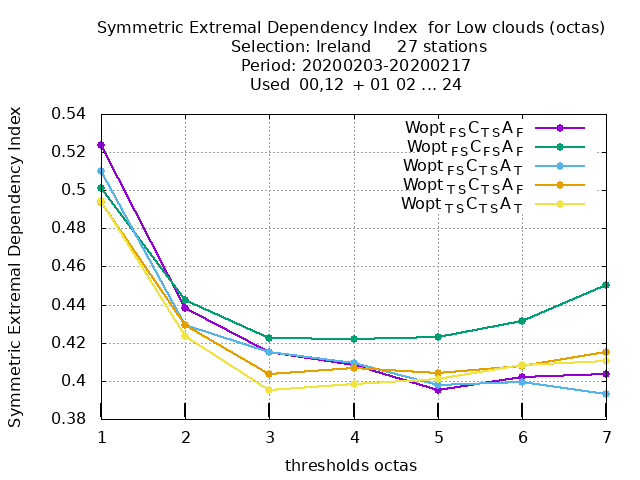 Symmetric Extremal Dependency Index for Low clouds (octas)
Selection: Ireland 27 stations
Period: 20200203-20200217
Used 00,12 + 01 02 ... 24
Symmetric Extremal Dependency Index
0.54
0.52
0.5
0.48
0.46
0.44
0.42
0.4
0.38
Wopt FS C TS A F
Wopt FS C FS A F
Wopt FS C TS A T
Wopt TS C TS A F
Wopt TS C TS A T
1 2 3 4 5 6 7
thresholds octas